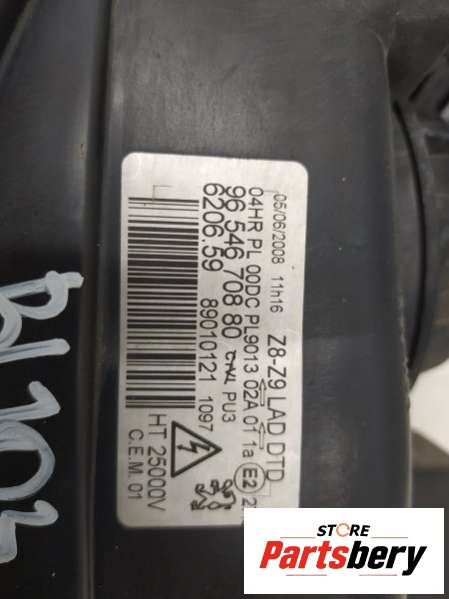 05/06/2008 11h16 Z8-Z9 LAD DTD
04HR PL 00DC PL9013 02A 01 1a E2
96 546 708 80 PU3
6206.59 89010121 1097
HT 25000V
C.E.M. 01
BL103
STORE
Partsbery